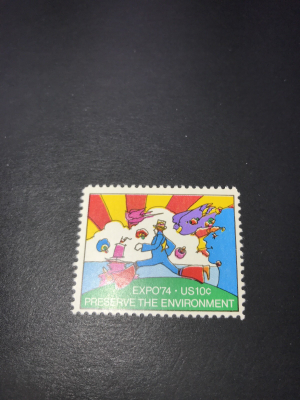 EXPO'74 · US10c
PRESERVE THE ENVIRONMENT